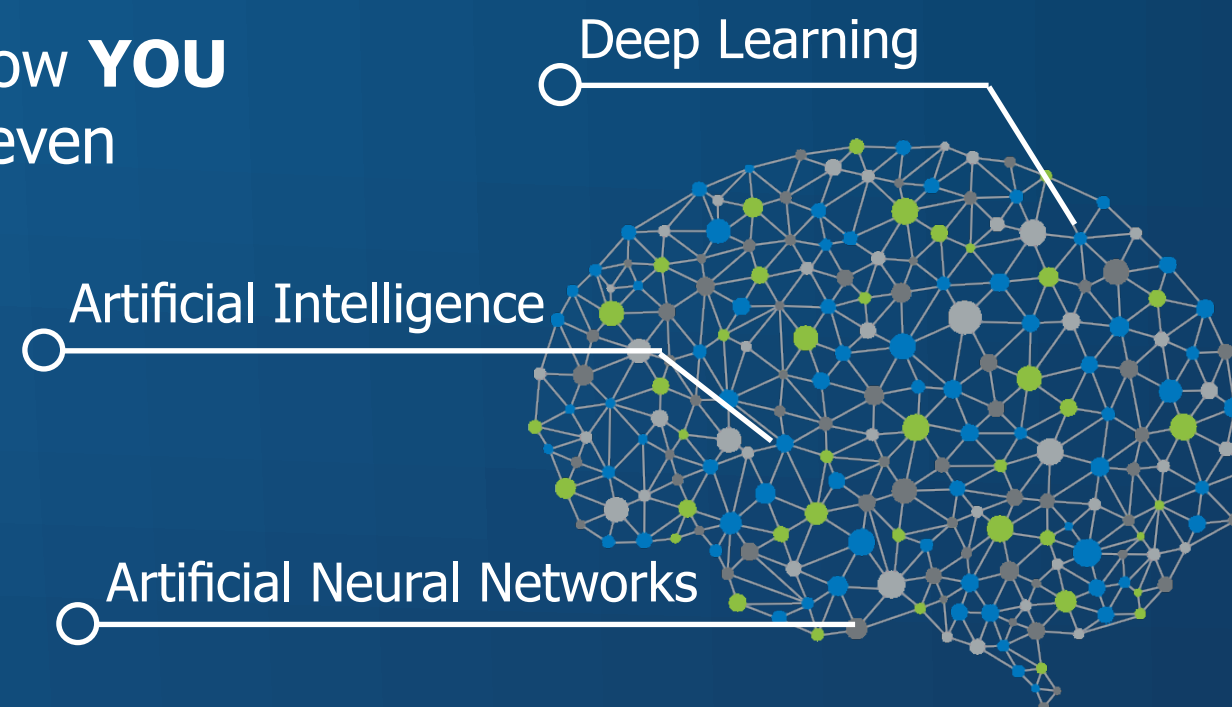 ow YOU
even
Deep Learning
Artificial Intelligence
Artificial Neural Networks